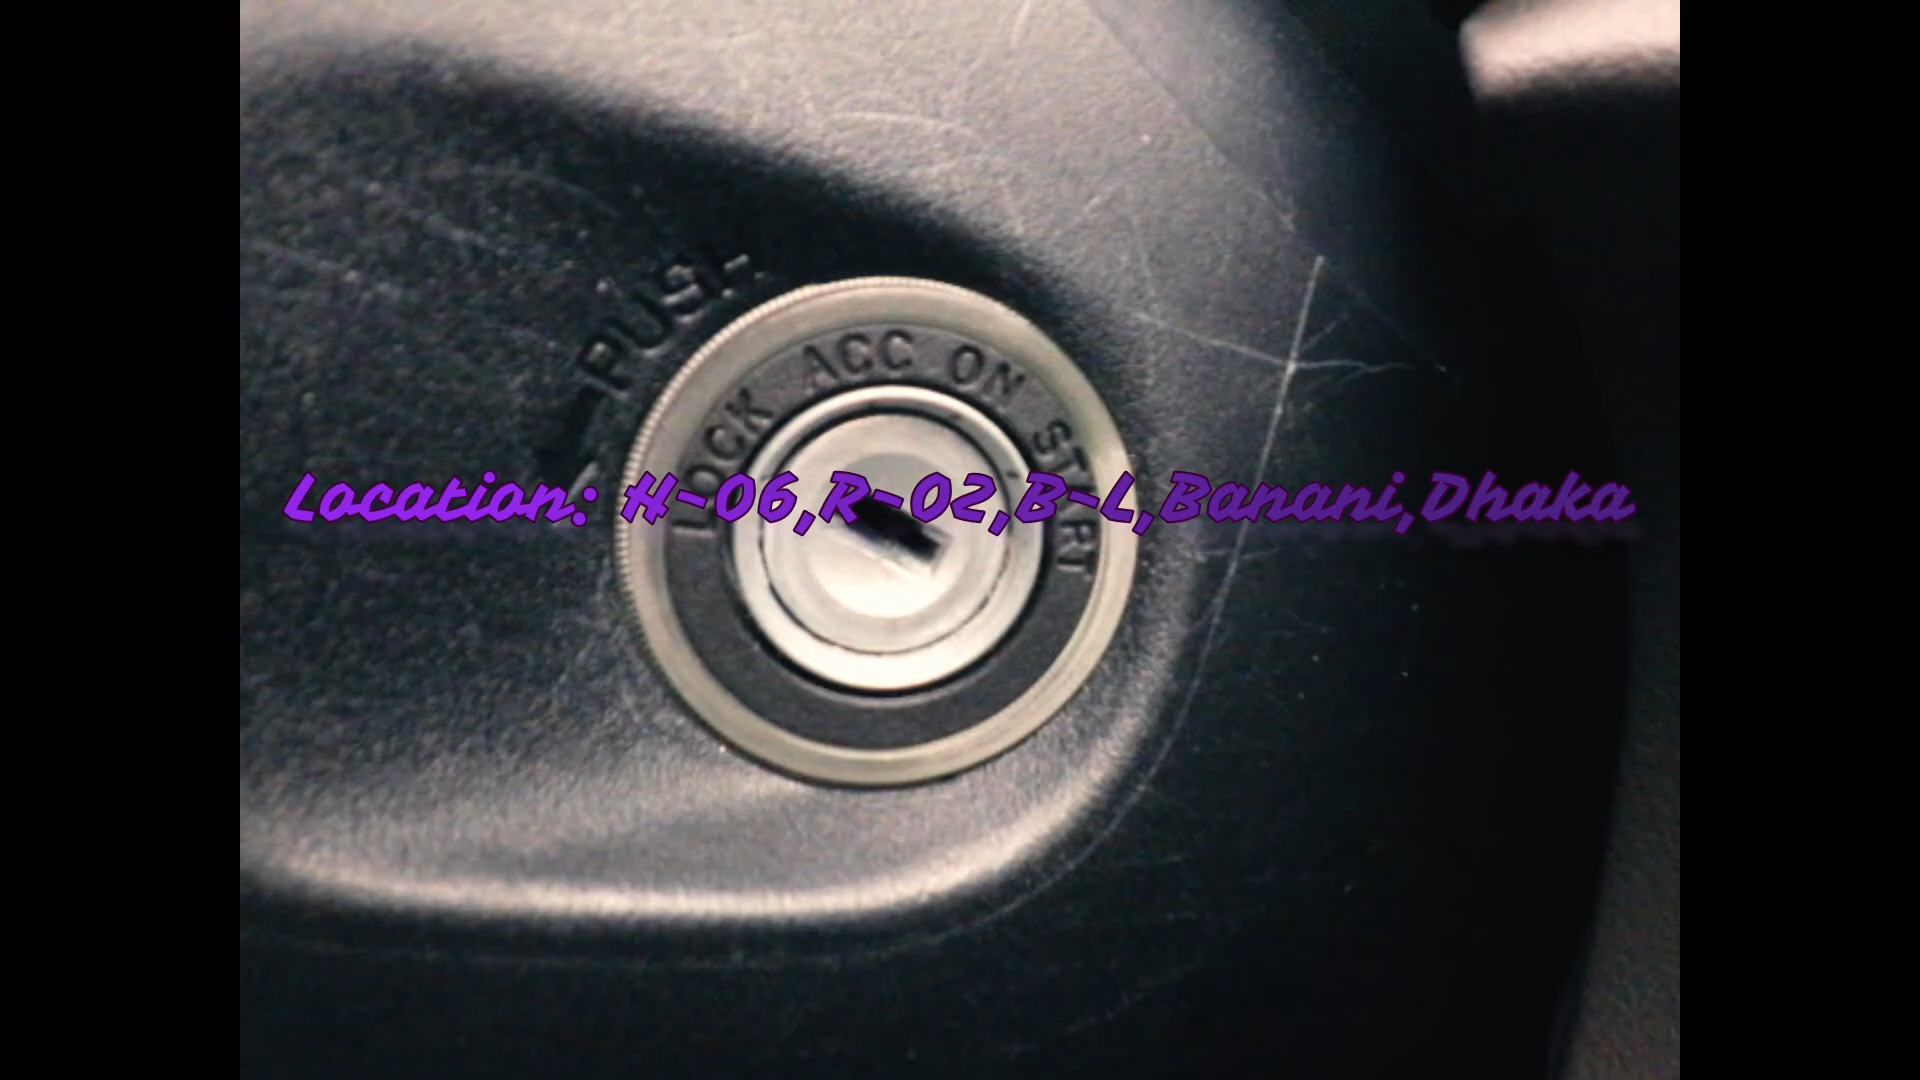 PUSH
LOCK ACC ON START
Location: H-06,R-02,B-L,Banani,Dhaka